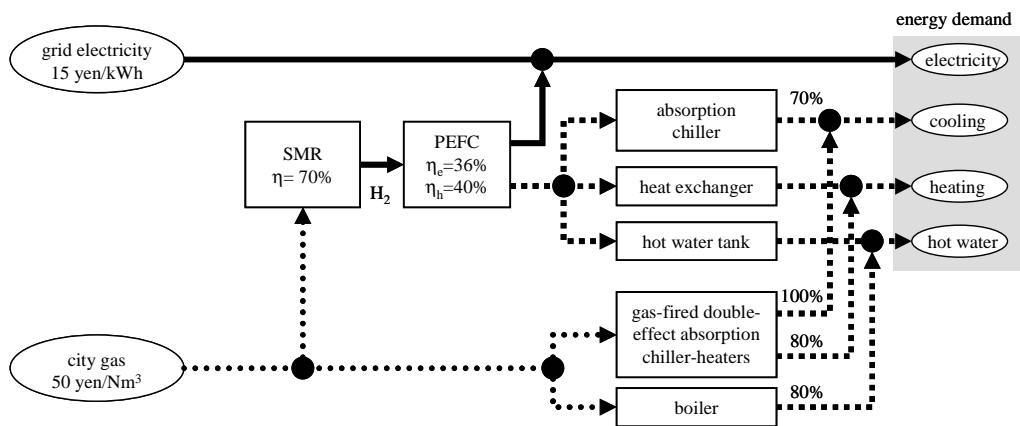 energy demand
grid electricity
15 yen/kWh
electricity
absorption
chiller
70%
cooling
SMR
η= 70%
H₂
PEFC
ηₑ=36%
ηₕ=40%
heat exchanger
heating
hot water tank
hot water
gas-fired double-
effect absorption
chiller-heaters
100%
80%
city gas
50 yen/Nm³
boiler
80%